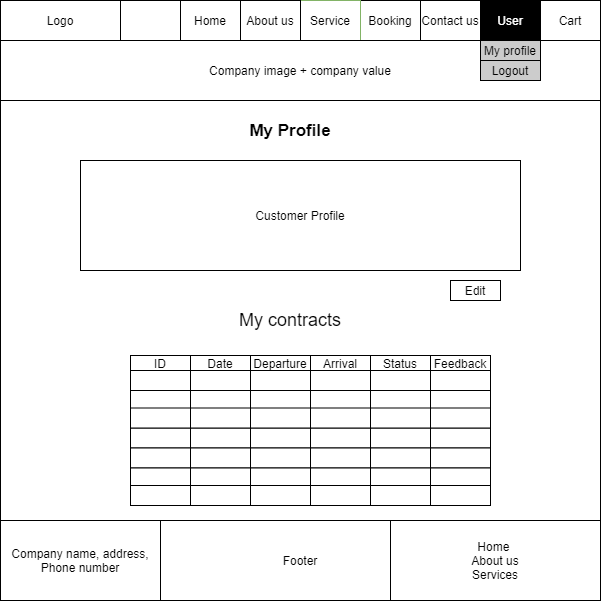 Logo
Home
About us
Service
Booking
Contact us
User
Cart
My profile
Logout
Company image + company value
My Profile
Customer Profile
Edit
My contracts
ID
Date
Departure
Arrival
Status
Feedback
Company name, address,
Phone number
Footer
Home
About us
Services